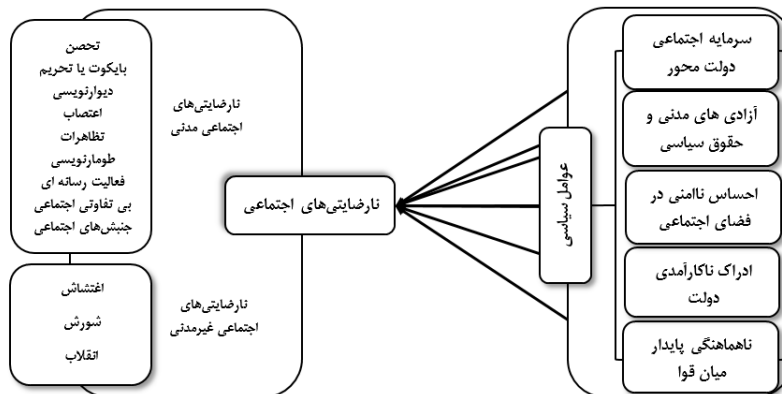 سرمایه اجتماعی
دولت محور
آزادی های مدنی و
حقوق سیاسی
احساس ناامنی در
فضای اجتماعی
ادراک ناکارآمدی
دولت
ناهماهنگی پایدار
میان قوا
عوامل سیاسی
نارضایتی‌های اجتماعی
نارضایتی‌های
اجتماعی مدنی
نارضایتی‌های
اجتماعی غیرمدنی
تحصن
بایکوت یا تحریم
دیوارنویسی
اعتصاب
تظاهرات
طومارنویسی
فعالیت رسانه ای
بی تفاوتی اجتماعی
جنبش‌های اجتماعی
اغتشاش
شورش
انقلاب